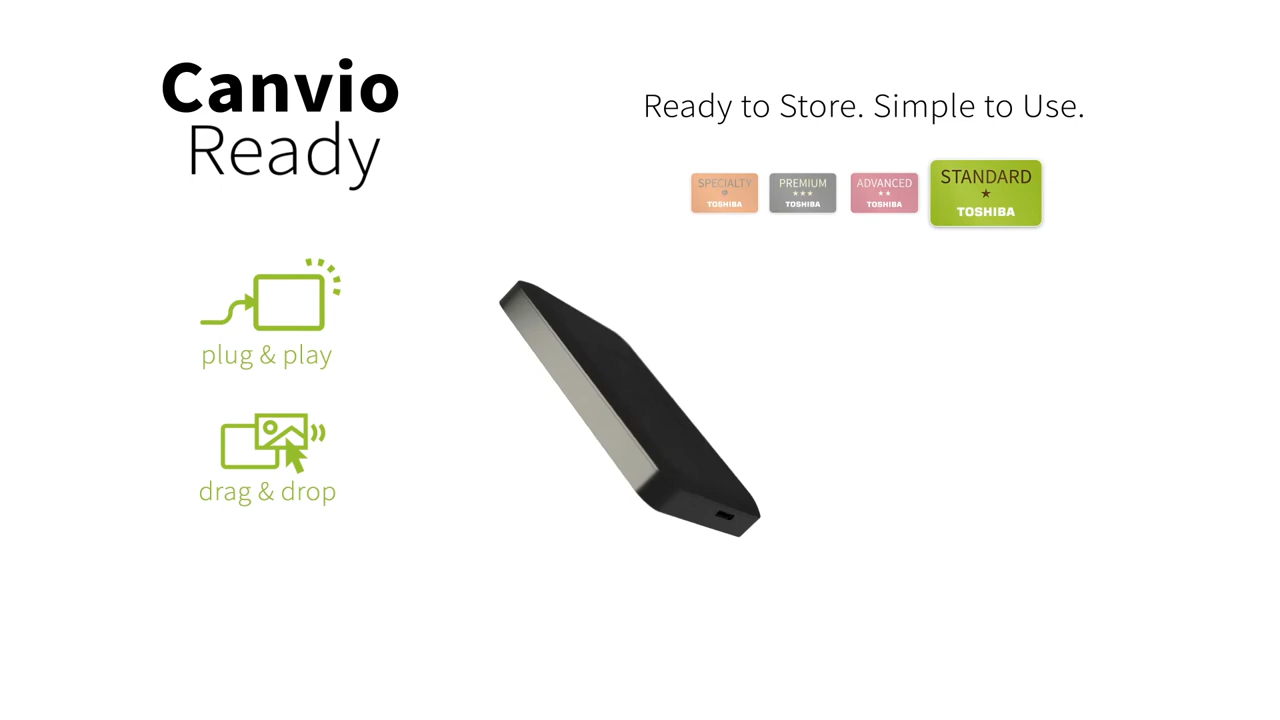 Canvio
Ready
Ready to Store. Simple to Use.
SPECIALTY
TOSHIBA
PREMIUM
★★★
TOSHIBA
ADVANCED
★★
TOSHIBA
STANDARD
★
TOSHIBA
plug & play
drag & drop